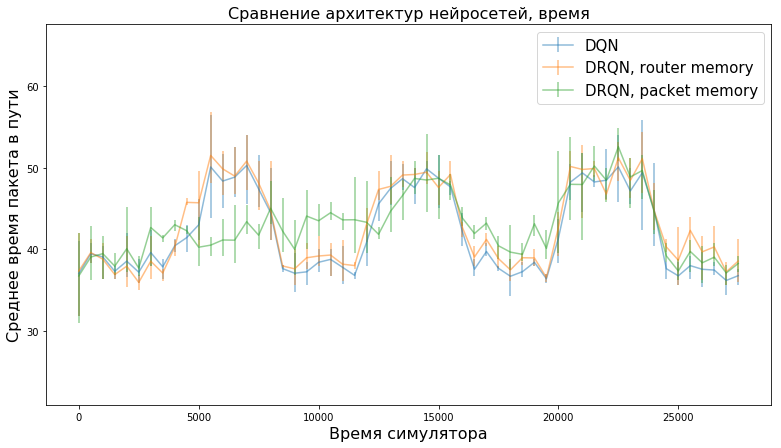 Сравнение архитектур нейросетей, время
DQN
DRQN, router memory
DRQN, packet memory
Среднее время пакета в пути
60
50
40
30
0 5000 10000 15000 20000 25000
Время симулятора